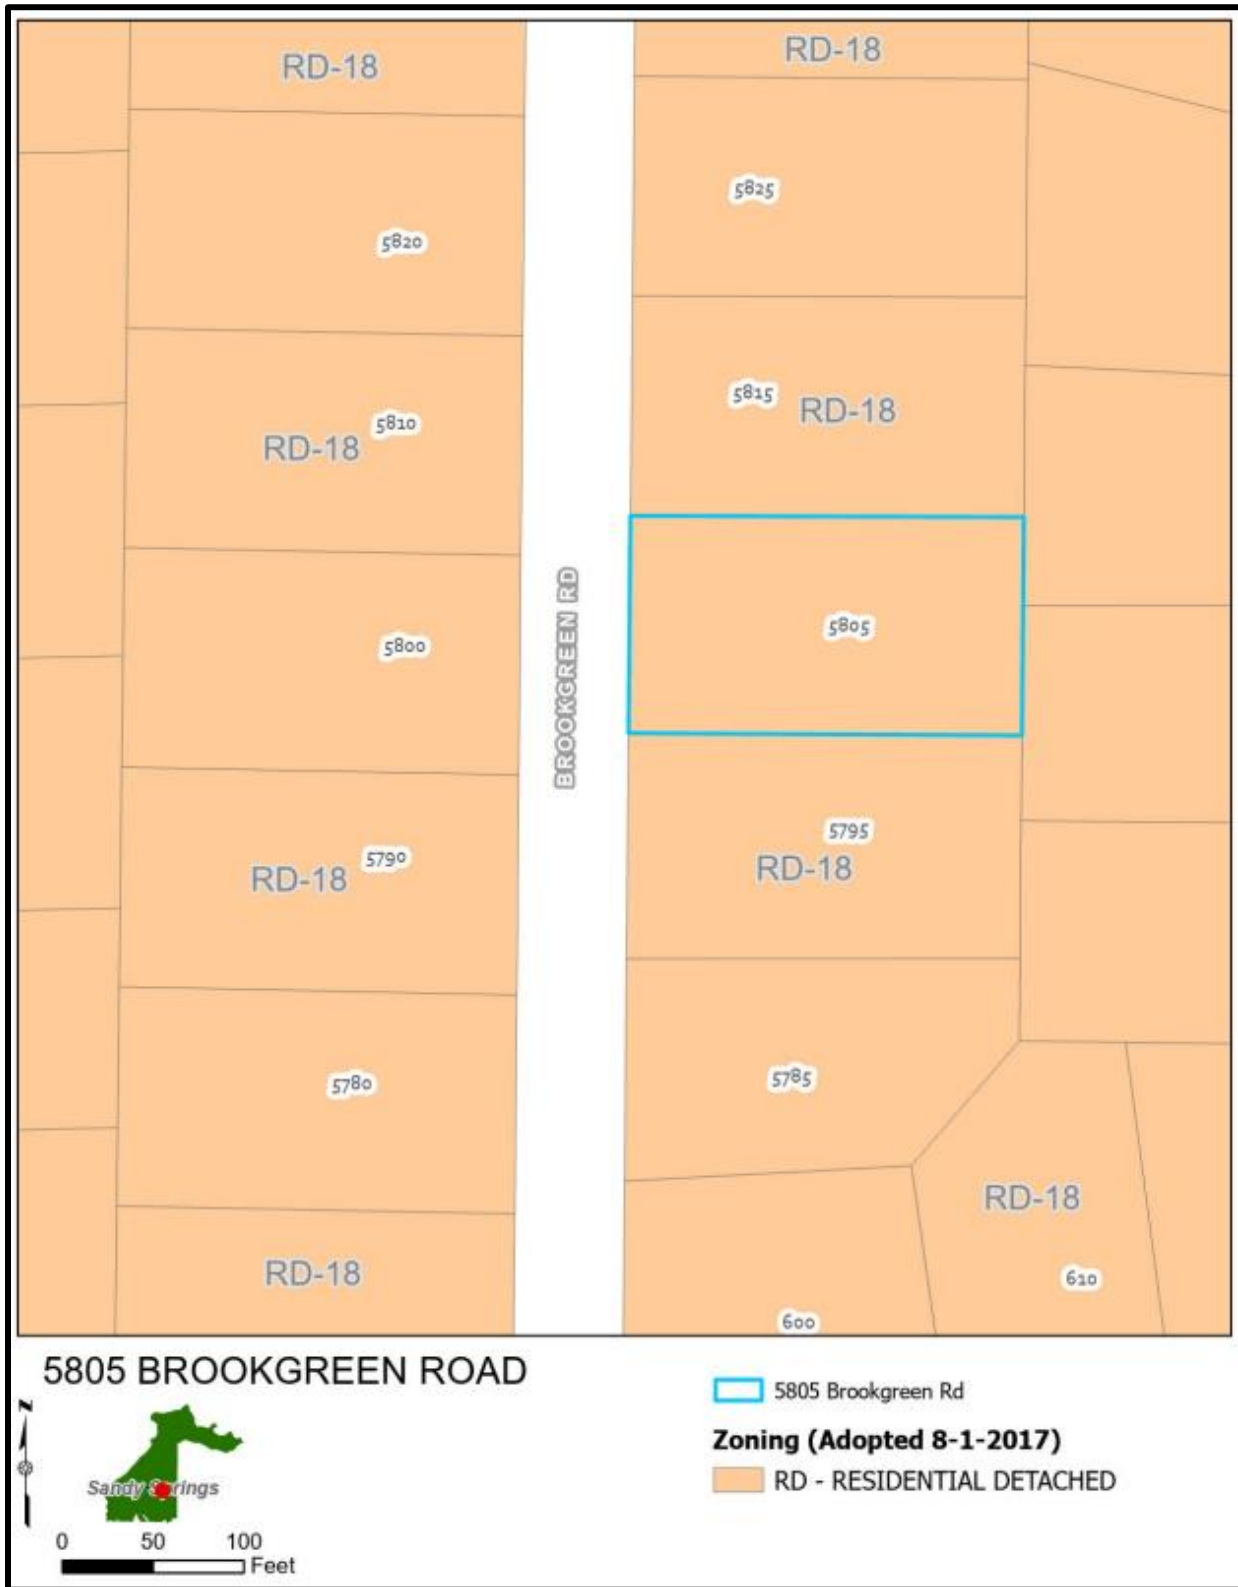 RD-18
RD-18
5825
5820
5815
RD-18
5810
RD-18
5805
5800
BROOKGREEN RD
5795
RD-18
5790
RD-18
5785
5780
RD-18
RD-18
610
600
5805 BROOKGREEN ROAD
5805 Brookgreen Rd
N
Zoning (Adopted 8-1-2017)
RD - RESIDENTIAL DETACHED
Sandy Springs
0 50 100
Feet